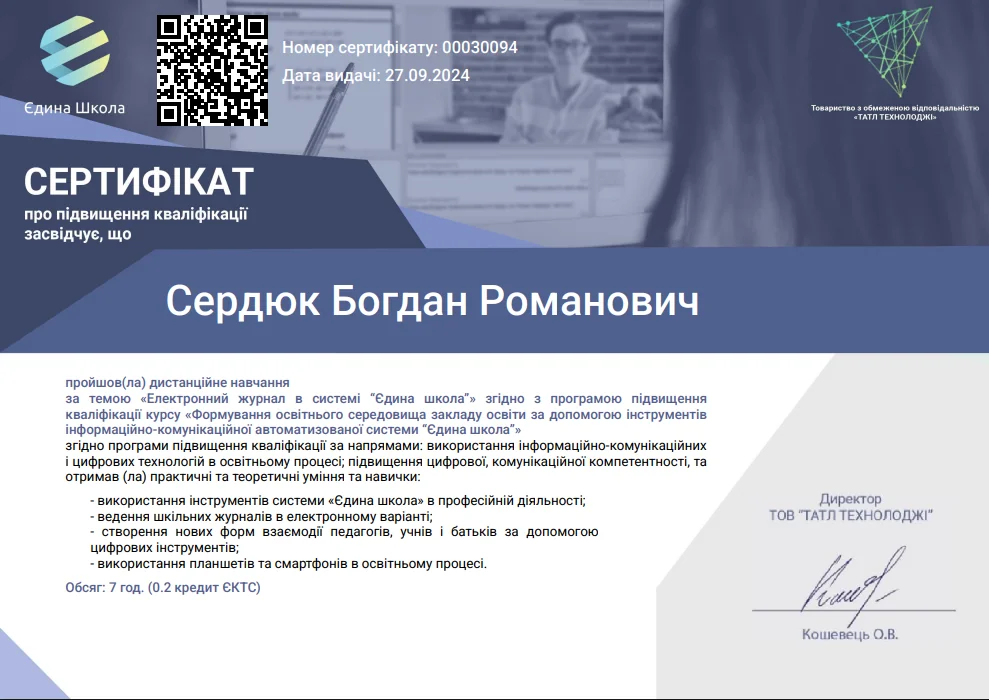 Єдина Школа
Номер сертифікату: 00030094
Дата видачі: 27.09.2024
Товариство з обмеженою відповідальністю
«ТАТЛ ТЕХНОЛОДЖІ»
СЕРТИФІКАТ
про підвищення кваліфікації
засвідчує, що
Сердюк Богдан Романович
пройшов(ла) дистанційне навчання
за темою «Електронний журнал в системі “Єдина школа”» згідно з програмою підвищення
кваліфікації курсу «Формування освітнього середовища закладу освіти за допомогою інструментів
інформаційно-комунікаційної автоматизованої системи “Єдина школа”»
згідно програми підвищення кваліфікації за напрямами: використання інформаційно-комунікаційних
і цифрових технологій в освітньому процесі; підвищення цифрової, комунікаційної компетентності, та
отримав (ла) практичні та теоретичні уміння та навички:
- використання інструментів системи «Єдина школа» в професійній діяльності;
- ведення шкільних журналів в електронному варіанті;
- створення нових форм взаємодії педагогів, учнів і батьків за допомогою
цифрових інструментів;
- використання планшетів та смартфонів в освітньому процесі.
Обсяг: 7 год. (0.2 кредит ЄКТС)
Директор
ТОВ “ТАТЛ ТЕХНОЛОДЖІ”
Кошевець О.В.